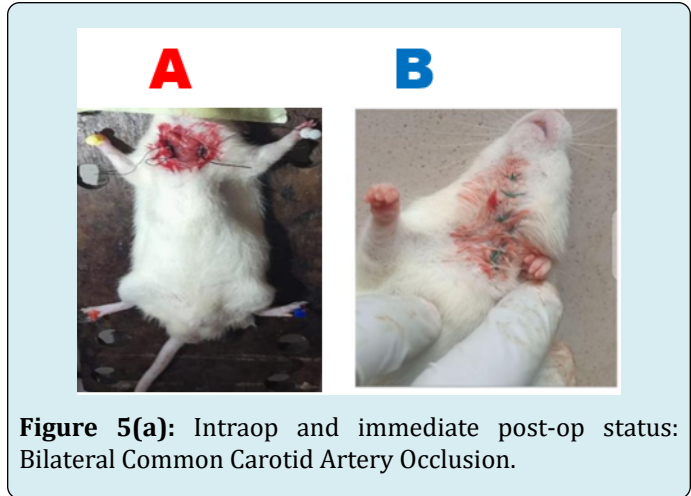 A B
Figure 5(a): Intraop and immediate post-op status:
Bilateral Common Carotid Artery Occlusion.